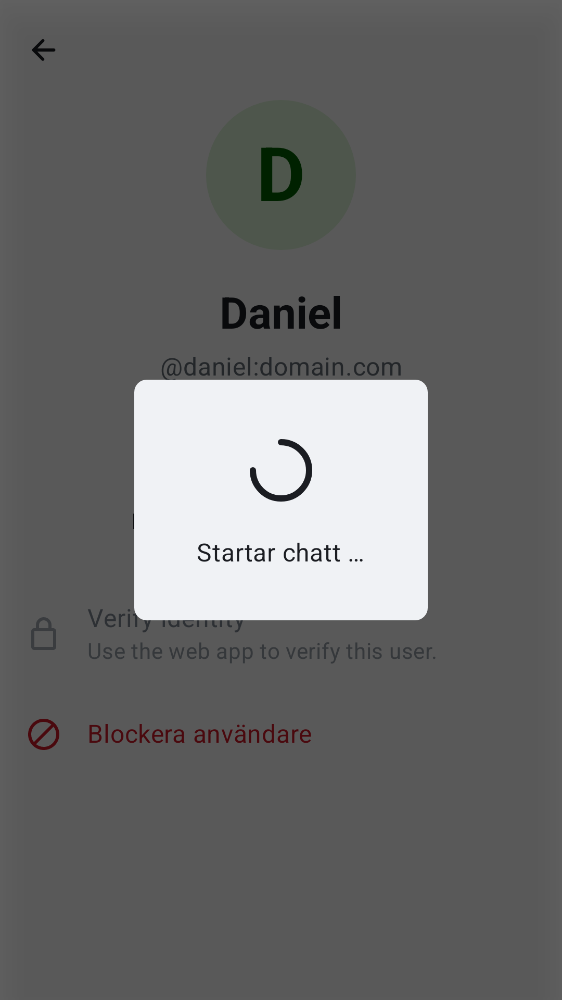 D
Daniel
@daniel:domain.com
Startar chatt …
Verify identity
Use the web app to verify this user.
Blockera användare